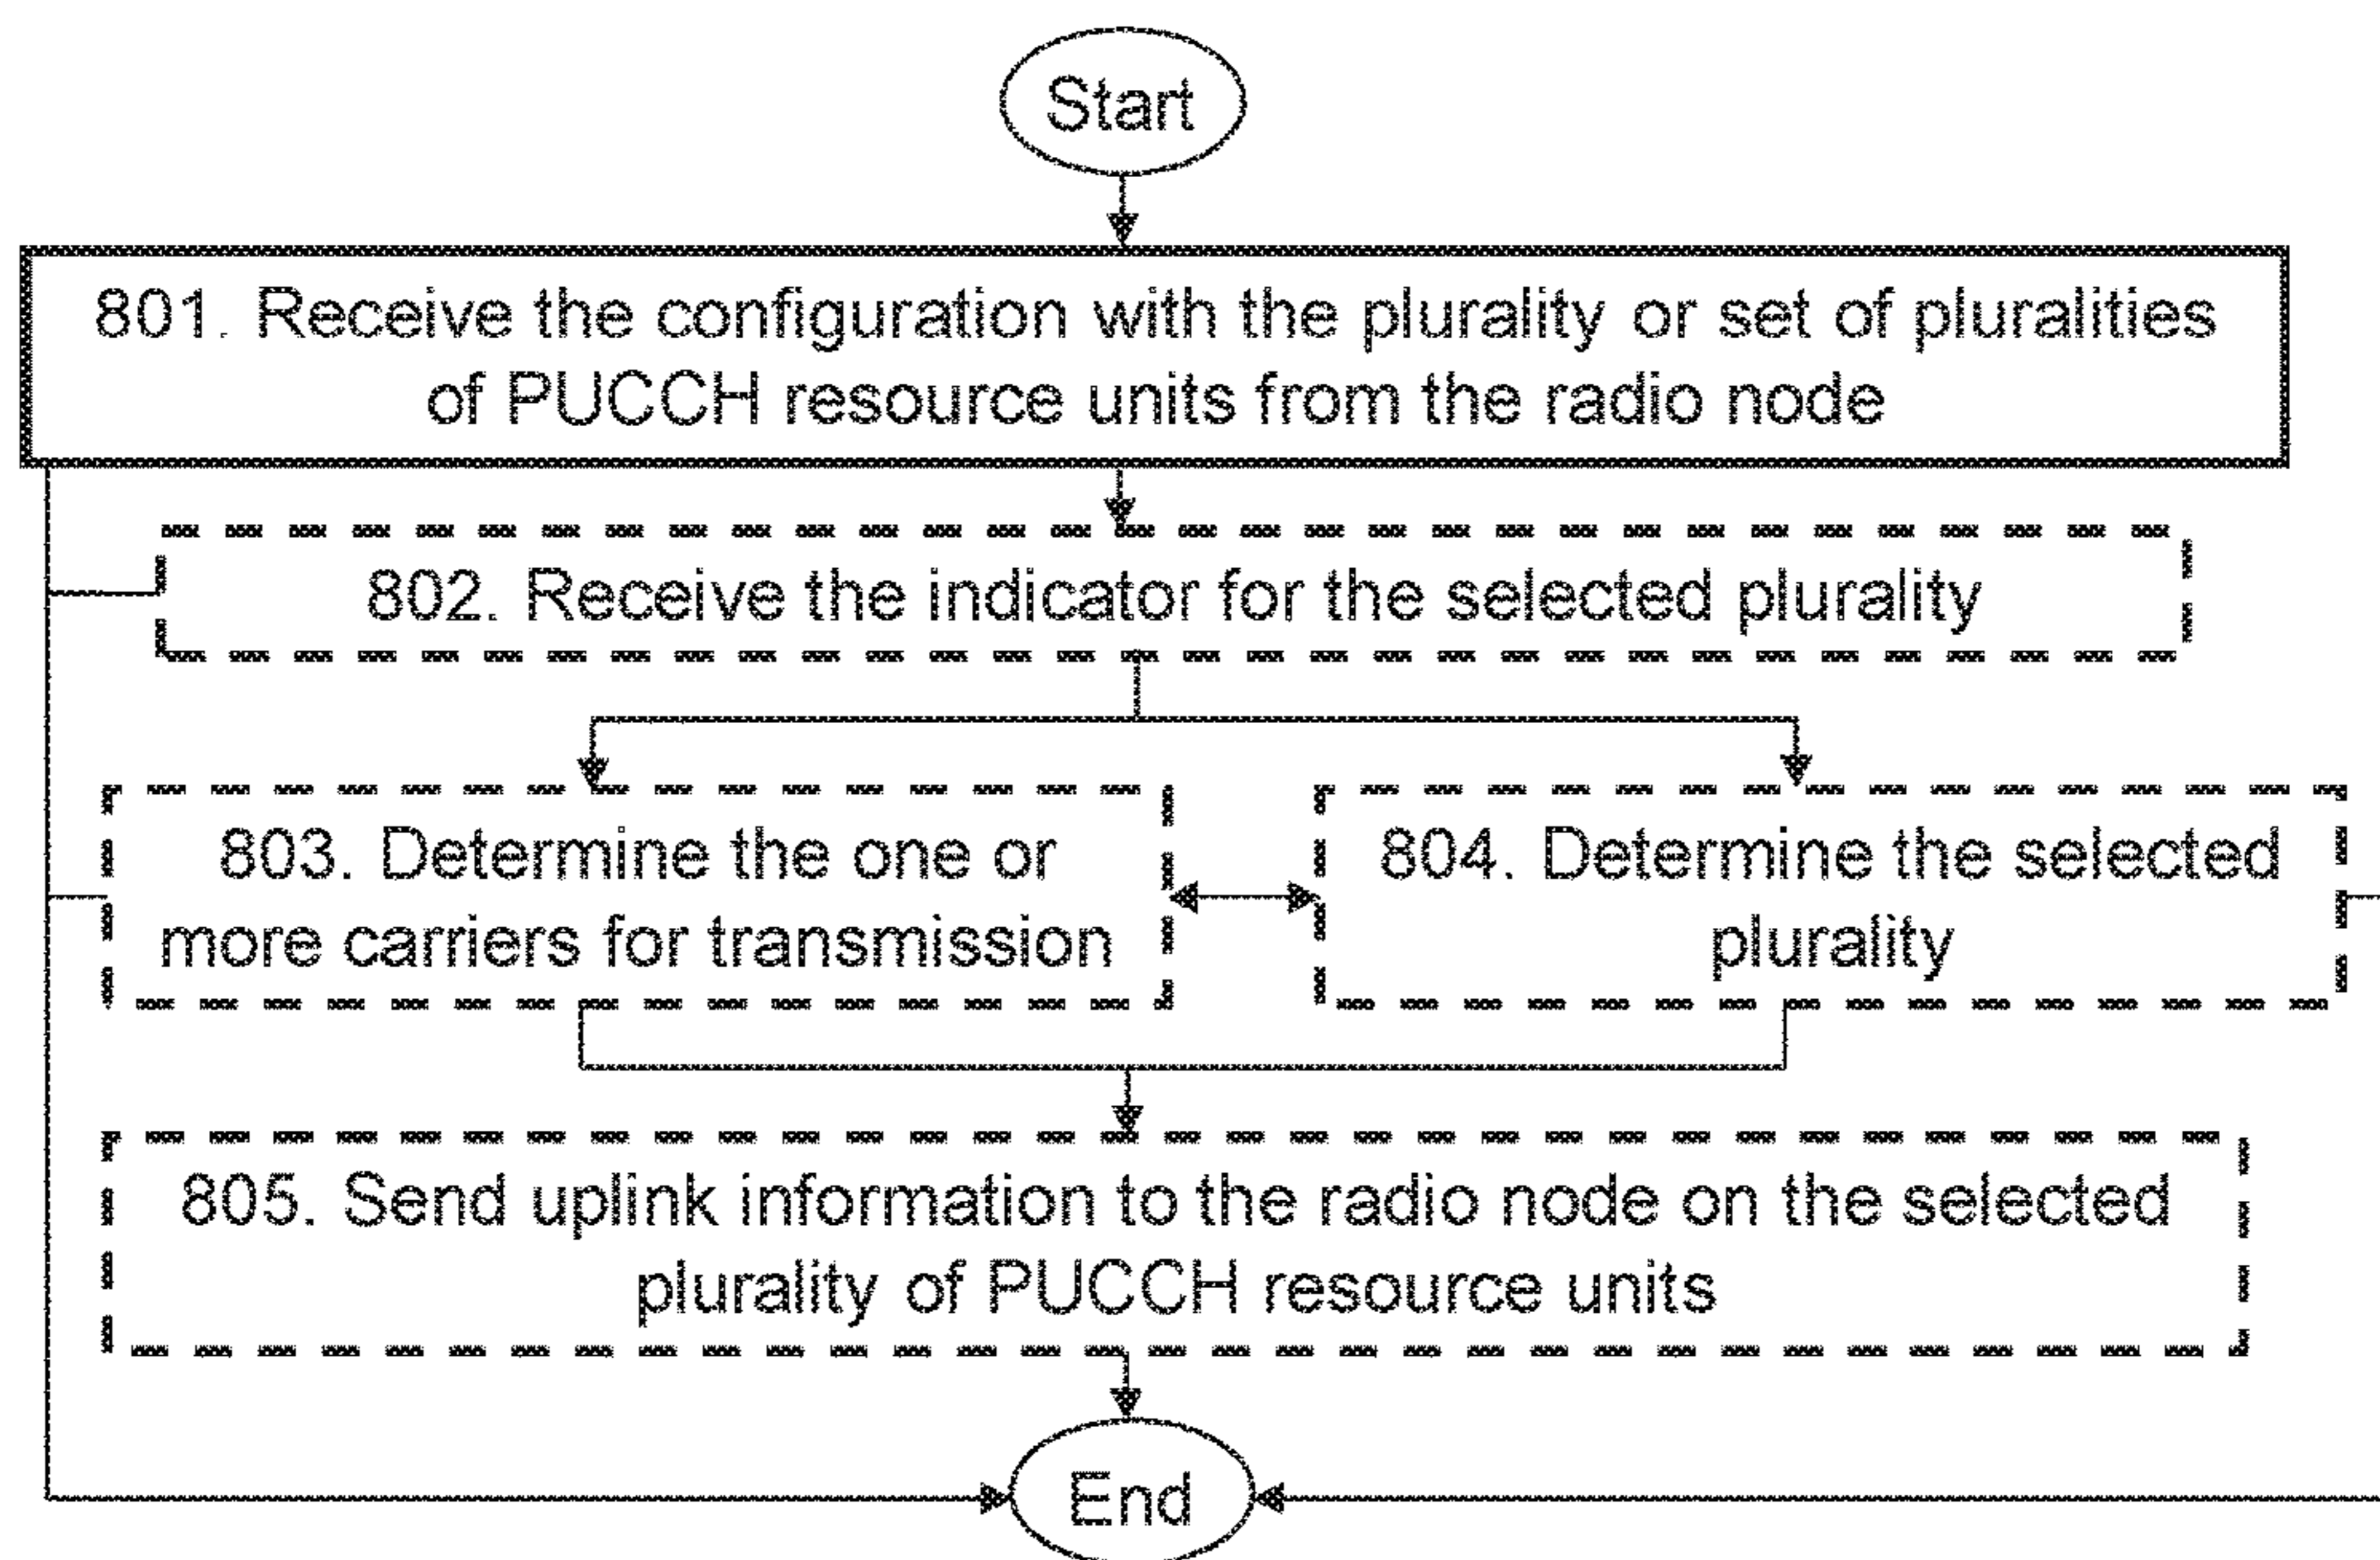 Start
801. Receive the configuration with the plurality or set of pluralities
of PUCCH resource units from the radio node
802. Receive the indicator for the selected plurality
803. Determine the one or
more carriers for transmission
804. Determine the selected
plurality
805. Send uplink information to the radio node on the selected
plurality of PUCCH resource units
End